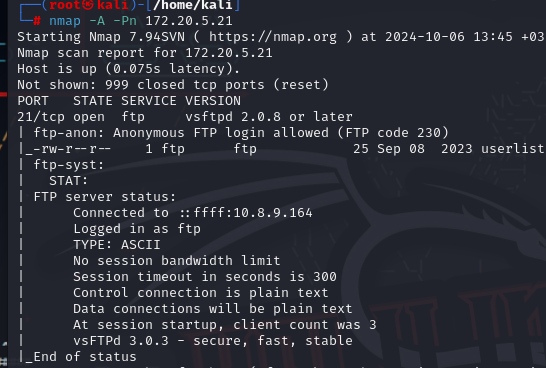 ┌──(root㉿kali)-[/home/kali]
└─# nmap -A -Pn 172.20.5.21
Starting Nmap 7.94SVN ( https://nmap.org ) at 2024-10-06 13:45 +03
Nmap scan report for 172.20.5.21
Host is up (0.075s latency).
Not shown: 999 closed tcp ports (reset)
PORT   STATE SERVICE VERSION
21/tcp open  ftp     vsftpd 2.0.8 or later
| ftp-anon: Anonymous FTP login allowed (FTP code 230)
|_-rw-r--r--    1 ftp      ftp            25 Sep 08  2023 userlist
| ftp-syst:
|   STAT:
| FTP server status:
|      Connected to ::ffff:10.8.9.164
|      Logged in as ftp
|      TYPE: ASCII
|      No session bandwidth limit
|      Session timeout in seconds is 300
|      Control connection is plain text
|      Data connections will be plain text
|      At session startup, client count was 3
|      vsFTPd 3.0.3 - secure, fast, stable
|_End of status